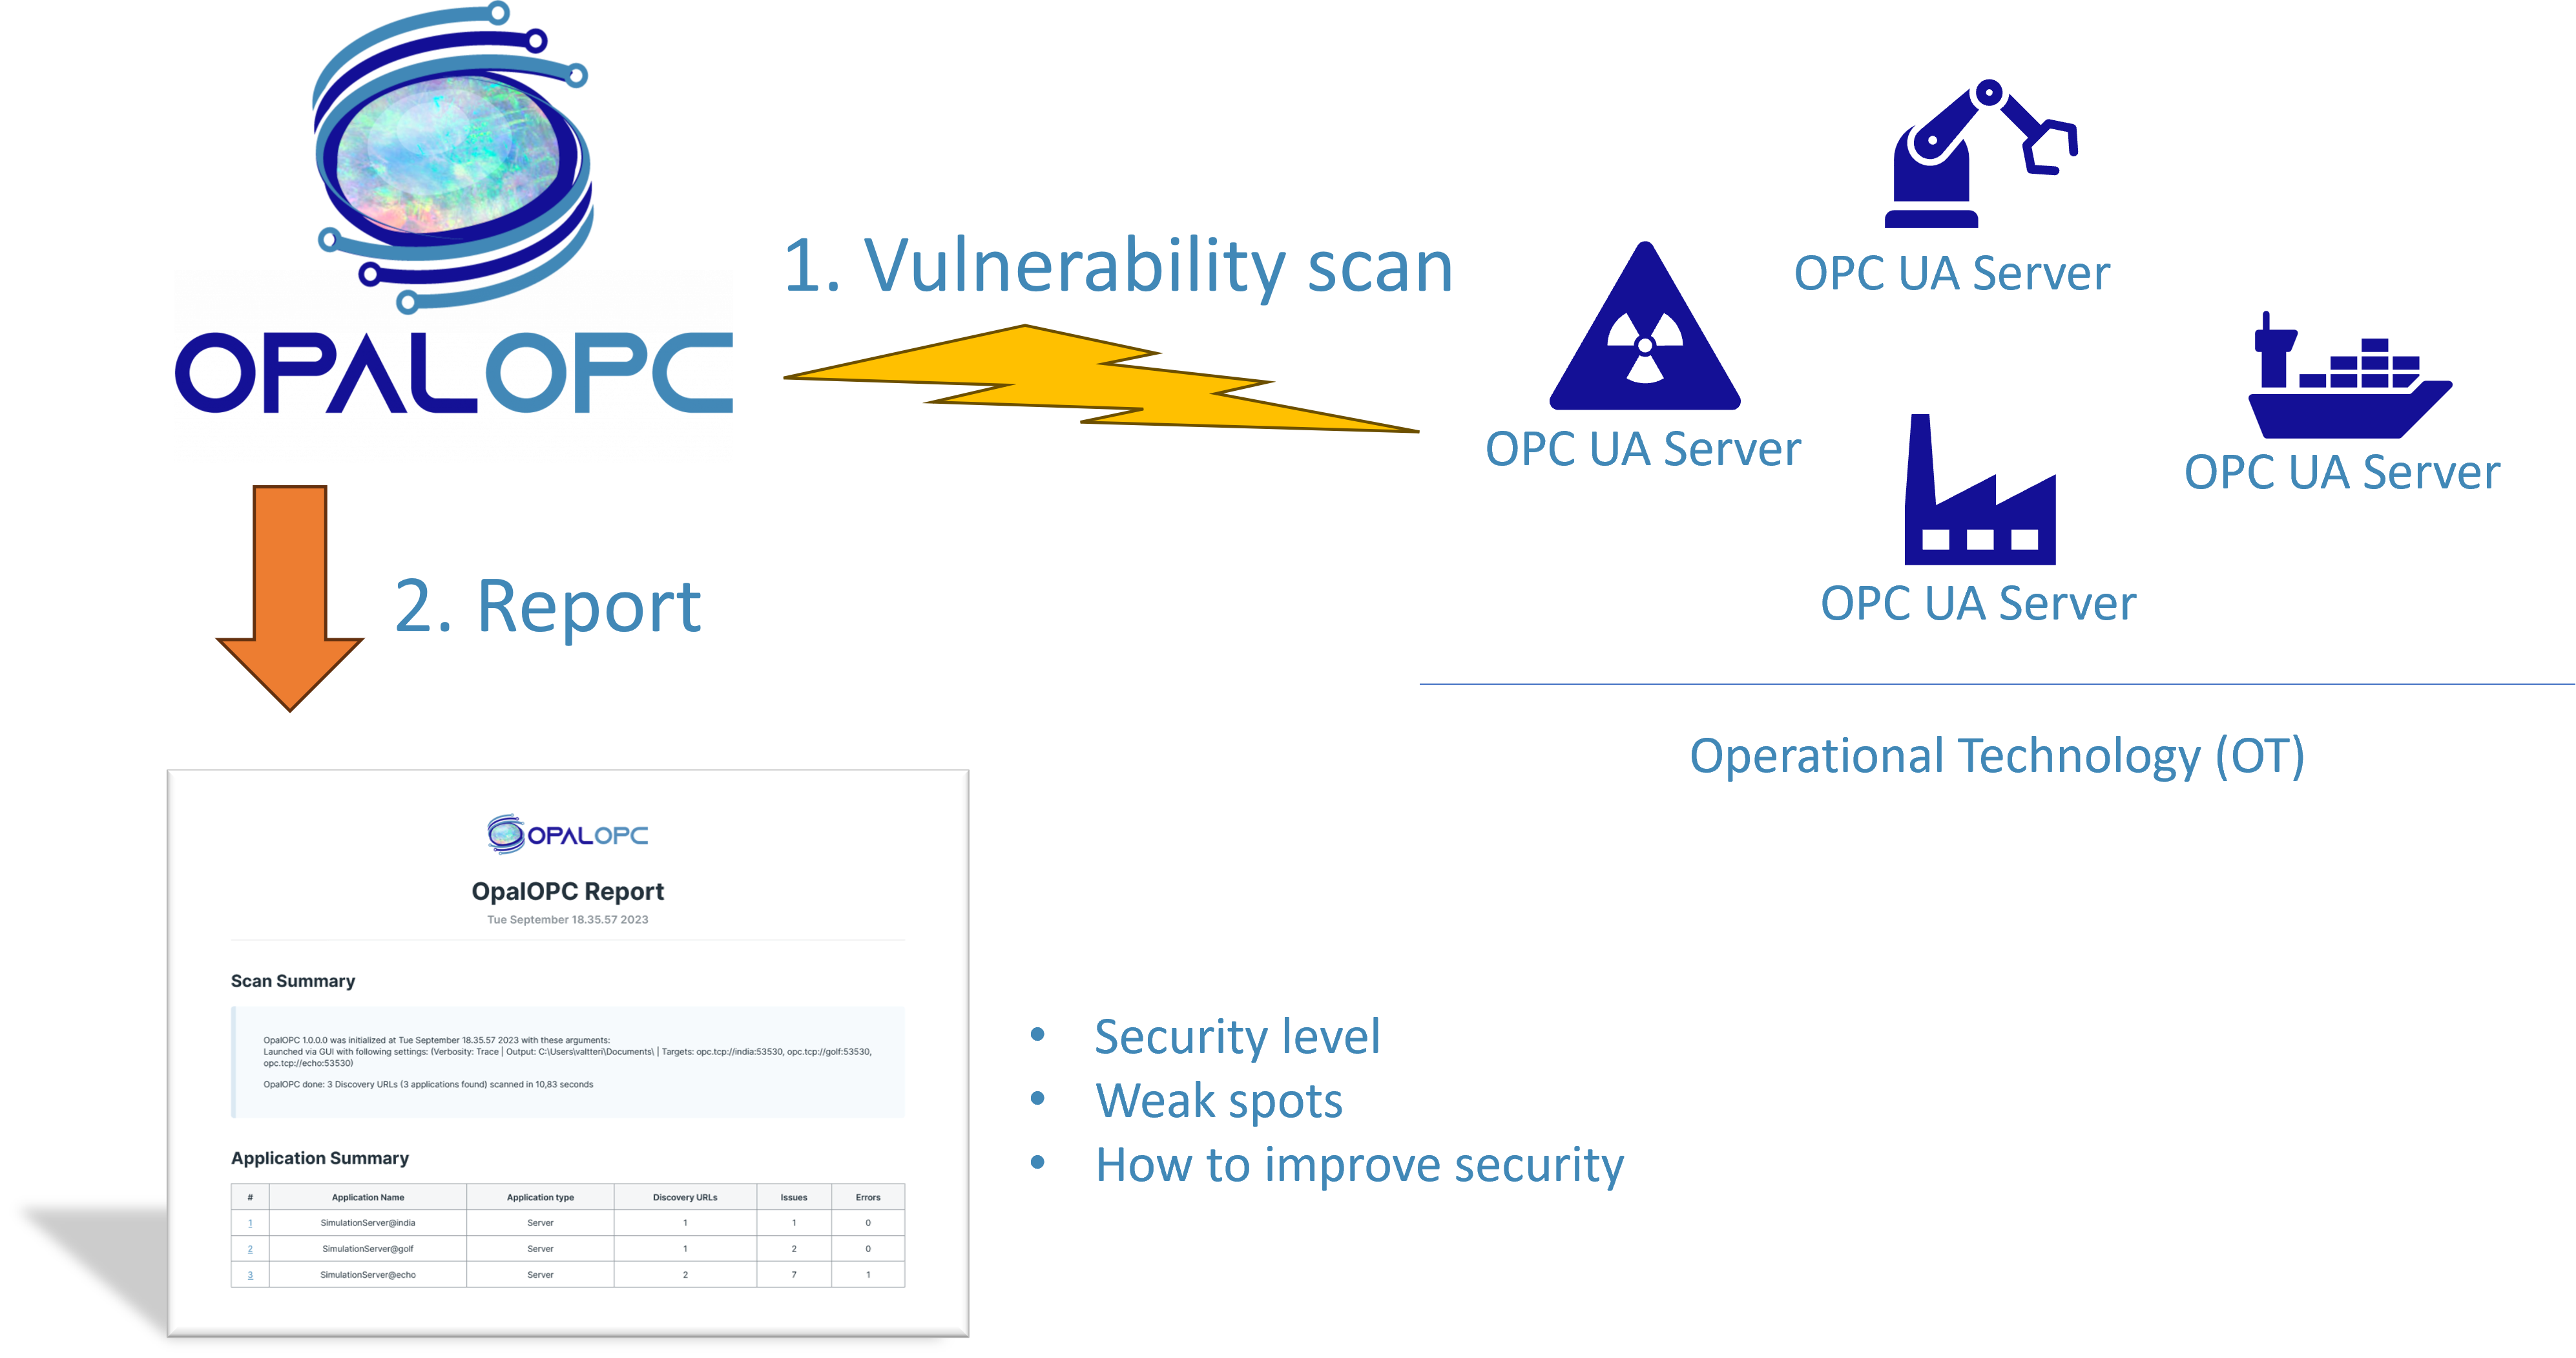 OPALOPC
1. Vulnerability scan
OPC UA Server
OPC UA Server
OPC UA Server
OPC UA Server
Operational Technology (OT)
2. Report
OPALOPC
OpalOPC Report
Tue September 18.35.57 2023
Scan Summary
OpalOPC 1.0.0.0 was initialized at Tue September 18.35.57 2023 with these arguments:
Launched via GUI with following settings: (Verbosity: Trace | Output: C:\Users\valtteri\Documents\ | Targets: opc.tcp://india:53530, opc.tcp://golf:53530,
opc.tcp://echo:53530)
OpalOPC done: 3 Discovery URLs (3 applications found) scanned in 10,83 seconds
Application Summary
# Application Name Application type Discovery URLs Issues Errors
1 SimulationServer@india Server 1 1 0
2 SimulationServer@golf Server 1 2 0
3 SimulationServer@echo Server 2 7 1
• Security level
• Weak spots
• How to improve security